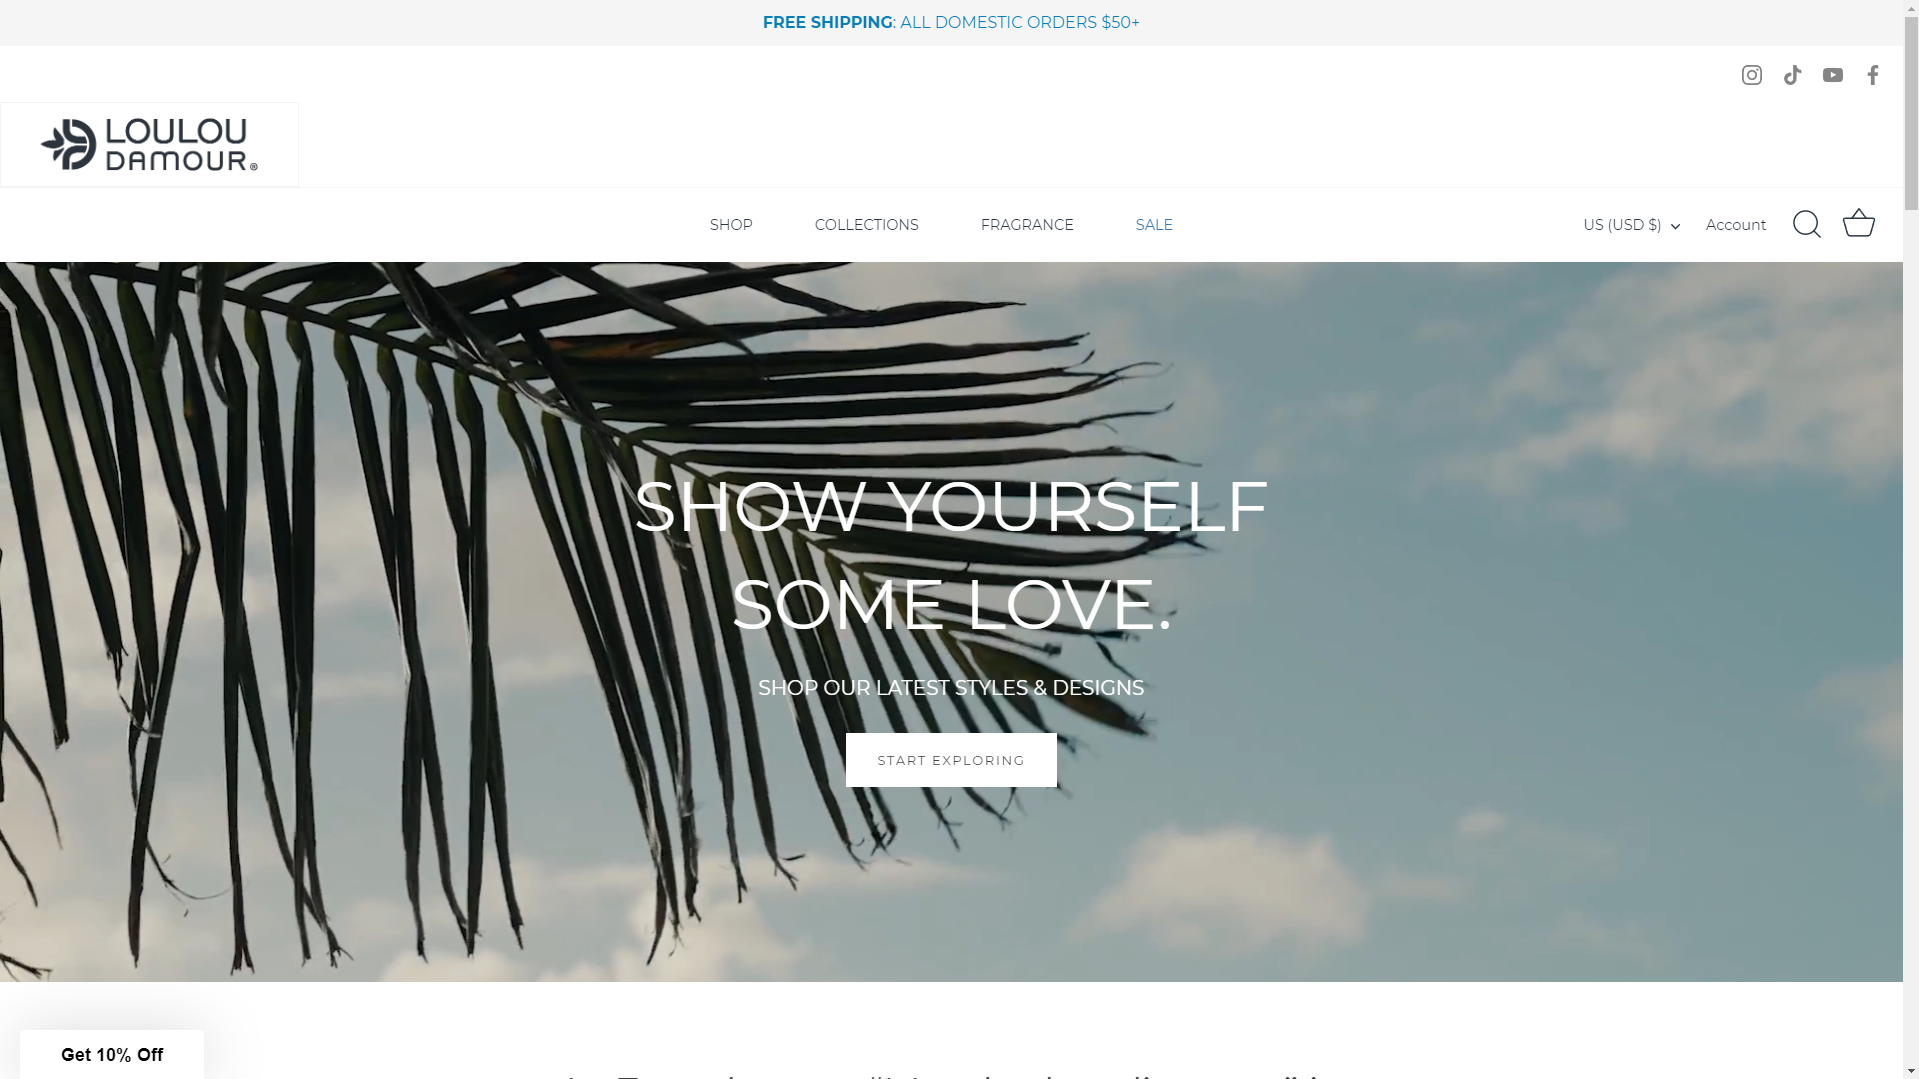 FREE SHIPPING: ALL DOMESTIC ORDERS $50+
LOULOU
DAMOUR®
SHOP
COLLECTIONS
FRAGRANCE
SALE
US (USD $)
Account
SHOW YOURSELF
SOME LOVE.
SHOP OUR LATEST STYLES & DESIGNS
START EXPLORING
Get 10% Off